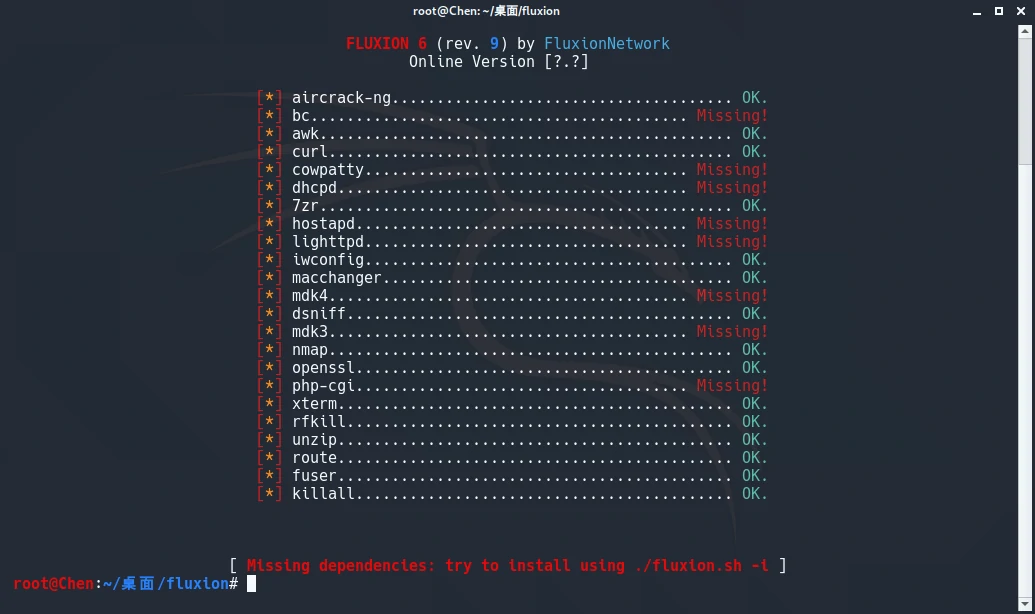 root@Chen: ~/桌面/fluxion
FLUXION 6 (rev. 9) by FluxionNetwork
Online Version [?.?]
[*] aircrack-ng...................................... OK.
[*] bc.......................................... Missing!
[*] awk.............................................. OK.
[*] curl............................................. OK.
[*] cowpatty.................................... Missing!
[*] dhcpd....................................... Missing!
[*] 7zr.............................................. OK.
[*] hostapd..................................... Missing!
[*] lighttpd.................................... Missing!
[*] iwconfig......................................... OK.
[*] macchanger....................................... OK.
[*] mdk4........................................ Missing!
[*] dsniff........................................... OK.
[*] mdk3........................................ Missing!
[*] nmap............................................. OK.
[*] openssl.......................................... OK.
[*] php-cgi..................................... Missing!
[*] xterm............................................ OK.
[*] rfkill........................................... OK.
[*] unzip............................................ OK.
[*] route............................................ OK.
[*] fuser............................................ OK.
[*] killall.......................................... OK.
[ Missing dependencies: try to install using ./fluxion.sh -i ]
root@Chen:~/桌面/fluxion#